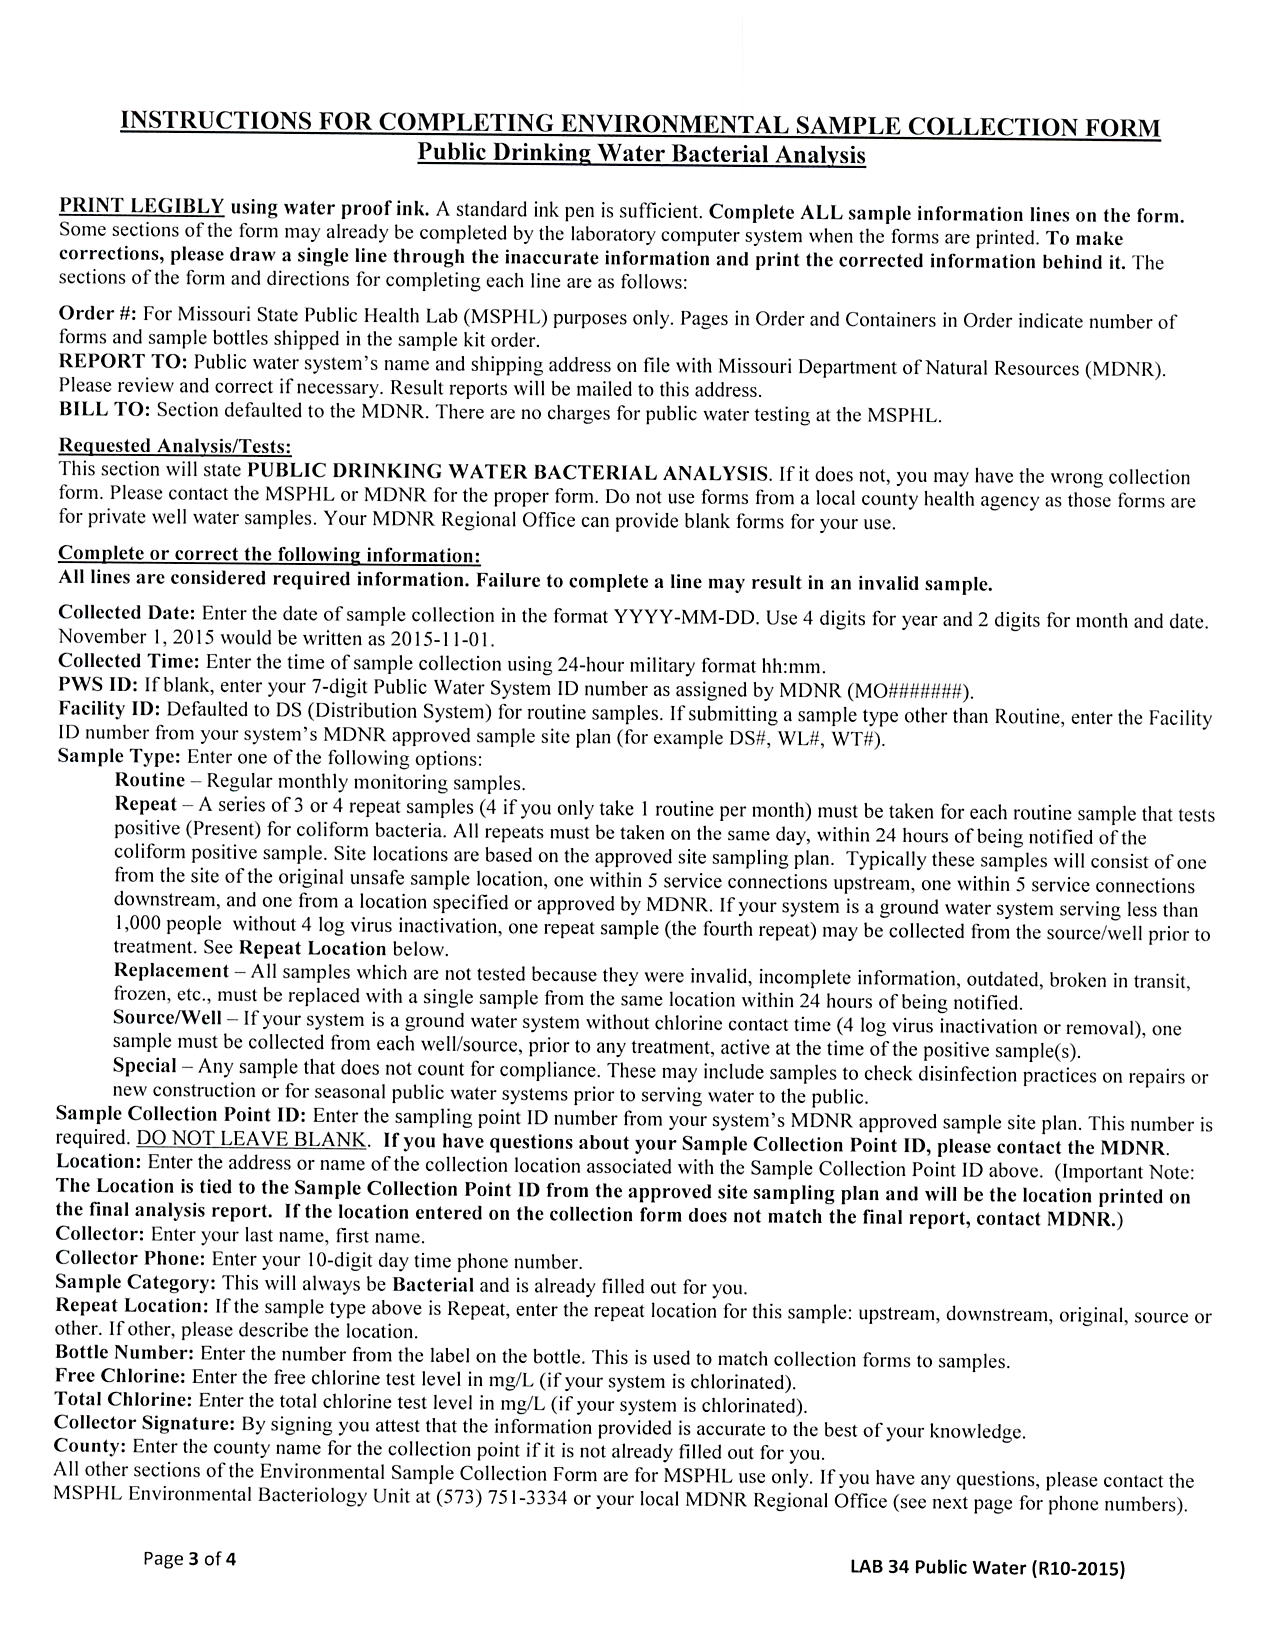 INSTRUCTIONS FOR COMPLETING ENVIRONMENTAL SAMPLE COLLECTION FORM
Public Drinking Water Bacterial Analysis
PRINT LEGIBLY using water proof ink. A standard ink pen is sufficient. Complete ALL sample information lines on the form.
Some sections of the form may already be completed by the laboratory computer system when the forms are printed. To make
corrections, please draw a single line through the inaccurate information and print the corrected information behind it. The
sections of the form and directions for completing each line are as follows:
Order #: For Missouri State Public Health Lab (MSPHL) purposes only. Pages in Order and Containers in Order indicate number of
forms and sample bottles shipped in the sample kit order.
REPORT TO: Public water system's name and shipping address on file with Missouri Department of Natural Resources (MDNR).
Please review and correct if necessary. Result reports will be mailed to this address.
BILL TO: Section defaulted to the MDNR. There are no charges for public water testing at the MSPHL.
Requested Analysis/Tests:
This section will state PUBLIC DRINKING WATER BACTERIAL ANALYSIS. If it does not, you may have the wrong collection
form. Please contact the MSPHL or MDNR for the proper form. Do not use forms from a local county health agency as those forms are
for private well water samples. Your MDNR Regional Office can provide blank forms for your use.
Complete or correct the following information:
All lines are considered required information. Failure to complete a line may result in an invalid sample.
Collected Date: Enter the date of sample collection in the format YYYY-MM-DD. Use 4 digits for year and 2 digits for month and date.
November 1, 2015 would be written as 2015-11-01.
Collected Time: Enter the time of sample collection using 24-hour military format hh:mm.
PWS ID: If blank, enter your 7-digit Public Water System ID number as assigned by MDNR (MO#######).
Facility ID: Defaulted to DS (Distribution System) for routine samples. If submitting a sample type other than Routine, enter the Facility
ID number from your system's MDNR approved sample site plan (for example DS#, WL#, WT#).
Sample Type: Enter one of the following options:
Routine – Regular monthly monitoring samples.
Repeat – A series of 3 or 4 repeat samples (4 if you only take 1 routine per month) must be taken for each routine sample that tests
positive (Present) for coliform bacteria. All repeats must be taken on the same day, within 24 hours of being notified of the
coliform positive sample. Site locations are based on the approved site sampling plan. Typically these samples will consist of one
from the site of the original unsafe sample location, one within 5 service connections upstream, one within 5 service connections
downstream, and one from a location specified or approved by MDNR. If your system is a ground water system serving less than
1,000 people without 4 log virus inactivation, one repeat sample (the fourth repeat) may be collected from the source/well prior to
treatment. See Repeat Location below.
Replacement – All samples which are not tested because they were invalid, incomplete information, outdated, broken in transit,
frozen, etc., must be replaced with a single sample from the same location within 24 hours of being notified.
Source/Well – If your system is a ground water system without chlorine contact time (4 log virus inactivation or removal), one
sample must be collected from each well/source, prior to any treatment, active at the time of the positive sample(s).
Special – Any sample that does not count for compliance. These may include samples to check disinfection practices on repairs or
new construction or for seasonal public water systems prior to serving water to the public.
Sample Collection Point ID: Enter the sampling point ID number from your system's MDNR approved sample site plan. This number is
required. DO NOT LEAVE BLANK. If you have questions about your Sample Collection Point ID, please contact the MDNR.
Location: Enter the address or name of the collection location associated with the Sample Collection Point ID above. (Important Note:
The Location is tied to the Sample Collection Point ID from the approved site sampling plan and will be the location printed on
the final analysis report. If the location entered on the collection form does not match the final report, contact MDNR.)
Collector: Enter your last name, first name.
Collector Phone: Enter your 10-digit day time phone number.
Sample Category: This will always be Bacterial and is already filled out for you.
Repeat Location: If the sample type above is Repeat, enter the repeat location for this sample: upstream, downstream, original, source or
other. If other, please describe the location.
Bottle Number: Enter the number from the label on the bottle. This is used to match collection forms to samples.
Free Chlorine: Enter the free chlorine test level in mg/L (if your system is chlorinated).
Total Chlorine: Enter the total chlorine test level in mg/L (if your system is chlorinated).
Collector Signature: By signing you attest that the information provided is accurate to the best of your knowledge.
County: Enter the county name for the collection point if it is not already filled out for you.
All other sections of the Environmental Sample Collection Form are for MSPHL use only. If you have any questions, please contact the
MSPHL Environmental Bacteriology Unit at (573) 751-3334 or your local MDNR Regional Office (see next page for phone numbers).
Page 3 of 4
LAB 34 Public Water (R10-2015)